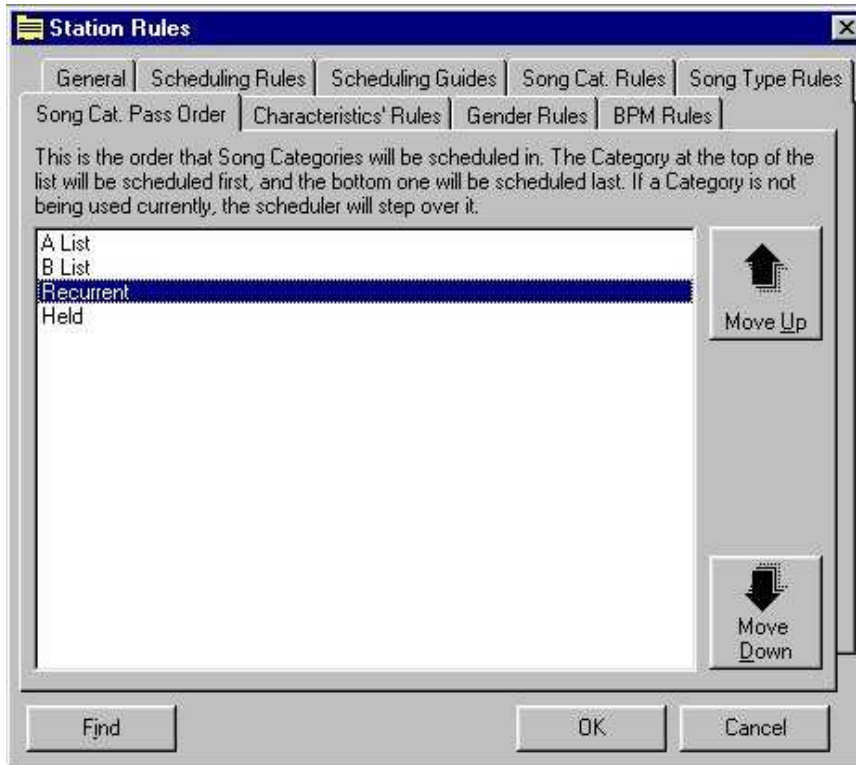 Station Rules
General
Scheduling Rules
Scheduling Guides
Song Cat. Rules
Song Type Rules
Song Cat. Pass Order
Characteristics' Rules
Gender Rules
BPM Rules
This is the order that Song Categories will be scheduled in. The Category at the top of the
list will be scheduled first, and the bottom one will be scheduled last. If a Category is not
being used currently, the scheduler will step over it.
A List
B List
Recurrent
Held
Move Up
Move
Down
Find
OK
Cancel